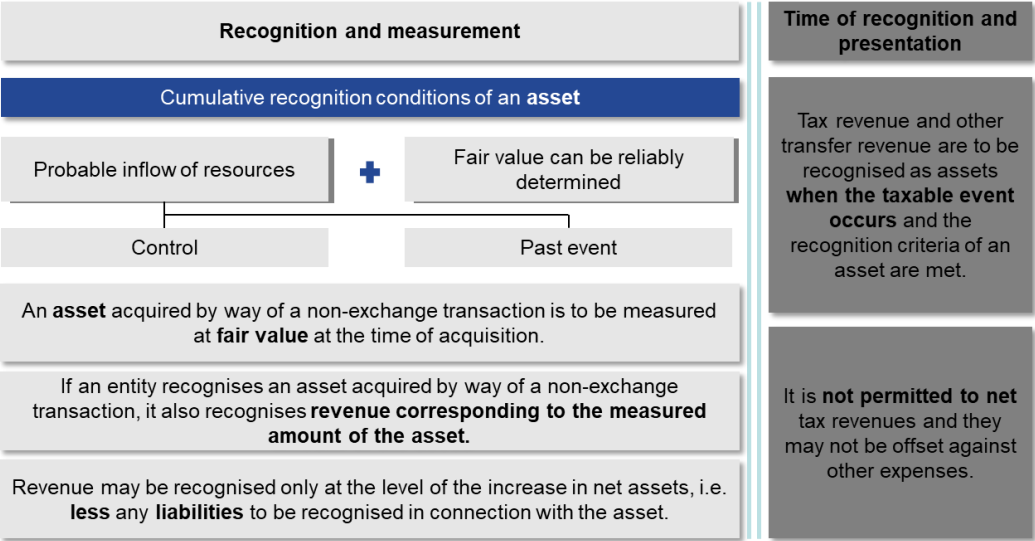 Recognition and measurement
Cumulative recognition conditions of an asset
Probable inflow of resources
Fair value can be reliably
determined
Control
Past event
An asset acquired by way of a non-exchange transaction is to be measured
at fair value at the time of acquisition.
If an entity recognises an asset acquired by way of a non-exchange
transaction, it also recognises revenue corresponding to the measured
amount of the asset.
Revenue may be recognised only at the level of the increase in net assets, i.e.
less any liabilities to be recognised in connection with the asset.
Time of recognition and
presentation
Tax revenue and other
transfer revenue are to be
recognised as assets
when the taxable event
occurs and the
recognition criteria of an
asset are met.
It is not permitted to net
tax revenues and they
may not be offset against
other expenses.